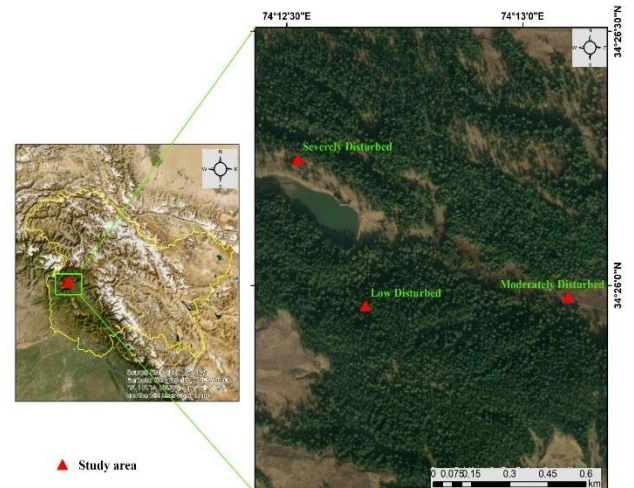 74°12'30"E 74°13'0"E
34°26'30"N
N
W E
S
Severely Disturbed
N
W E
S
34°26'0"N
Moderately Disturbed
Low Disturbed
Study area
0 0.075 0.15 0.3 0.45 0.6
km